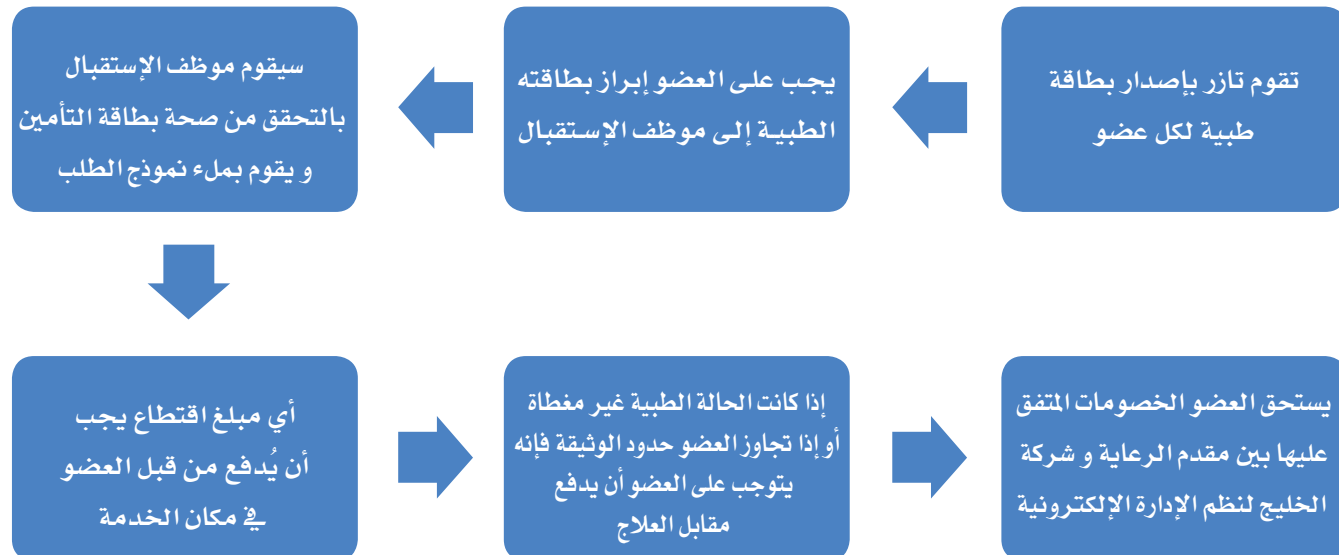 تقوم تازر بإصدار بطاقة
طبية لكل عضو
يجب على العضو إبراز بطاقته
الطبية إلى موظف الإستقبال
سيقوم موظف الإستقبال
بالتحقق من صحة بطاقة التأمين
و يقوم بملء نموذج الطلب
أي مبلغ اقتطاع يجب
أن يُدفع من قبل العضو
في مكان الخدمة
إذا كانت الحالة الطبية غير مغطاة
أو إذا تجاوز العضو حدود الوثيقة فإنه
يتوجب على العضو أن يدفع
مقابل العلاج
يستحق العضو الخصومات المتفق
عليها بين مقدم الرعاية و شركة
الخليج لنظم الإدارة الإلكترونية